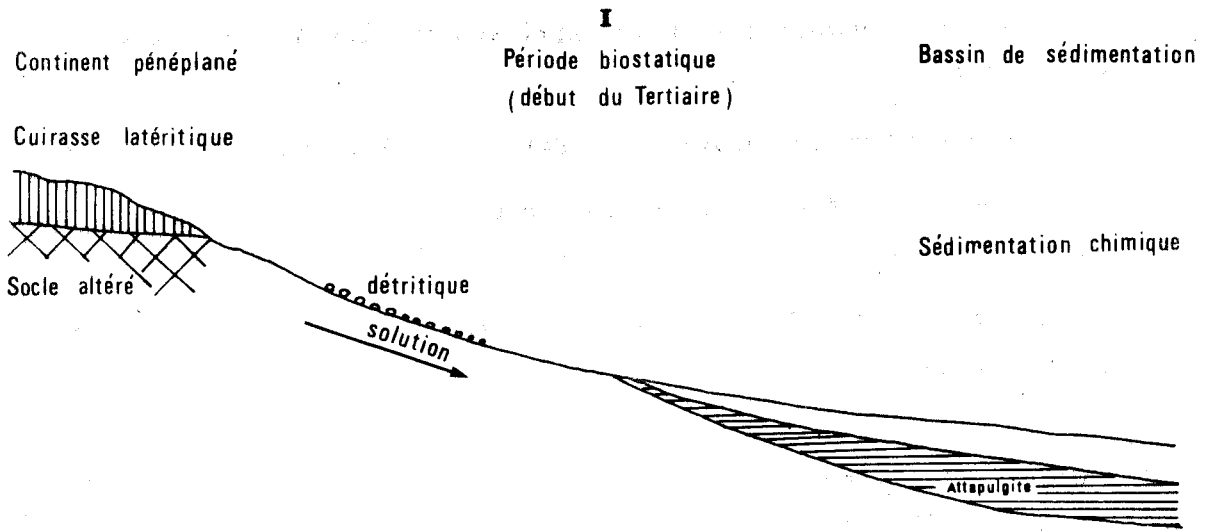 I
Continent pénéplané
Période biostatique
(début du Tertiaire)
Bassin de sédimentation
Cuirasse latéritique
Sédimentation chimique
Socle altéré
détritique
solution
Attapulgite